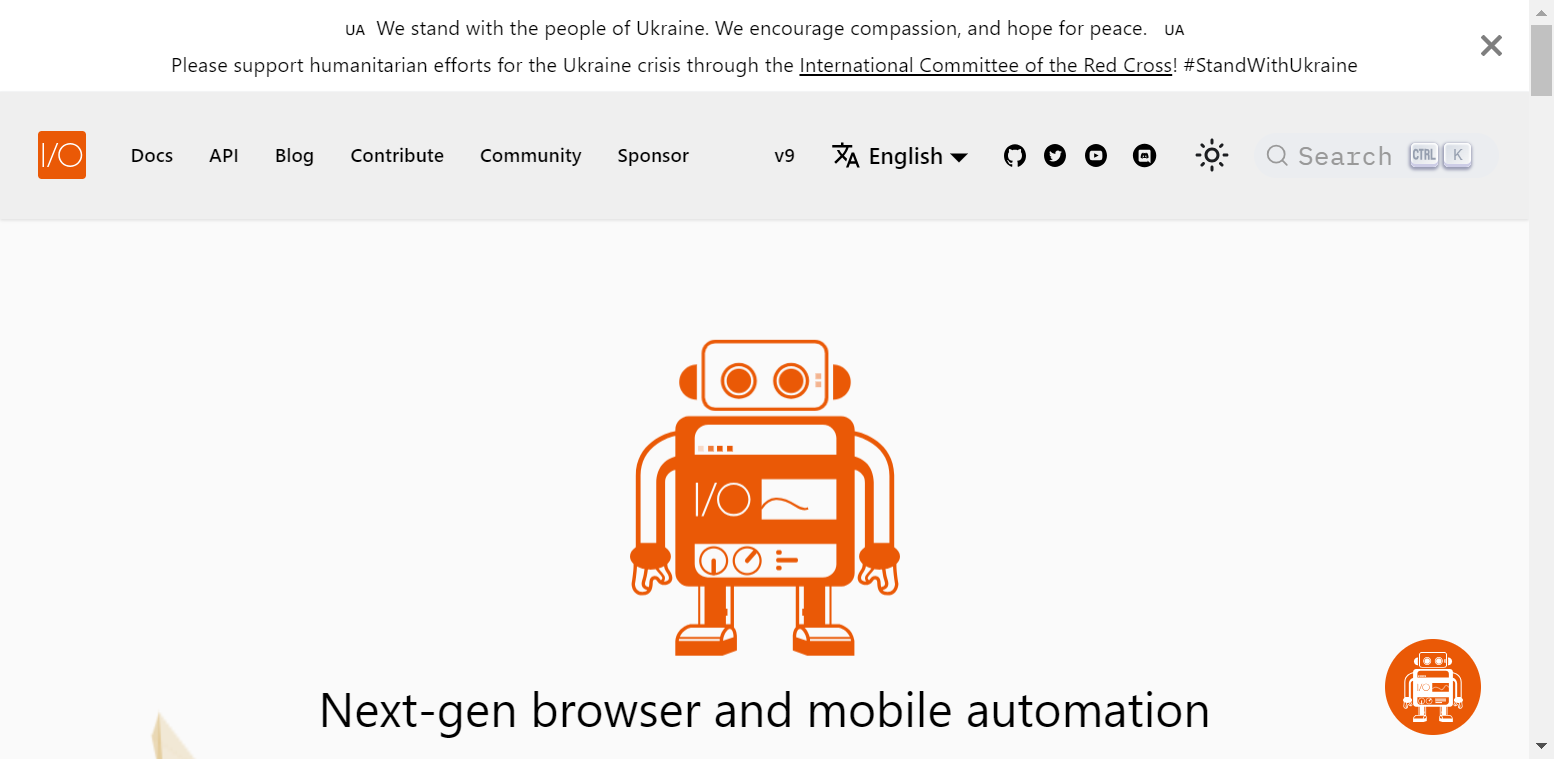 UA We stand with the people of Ukraine. We encourage compassion, and hope for peace. UA
Please support humanitarian efforts for the Ukraine crisis through the International Committee of the Red Cross! #StandWithUkraine
I/O Docs API Blog Contribute Community Sponsor v9 English Search CTRL K
I/O
Next-gen browser and mobile automation
I/O